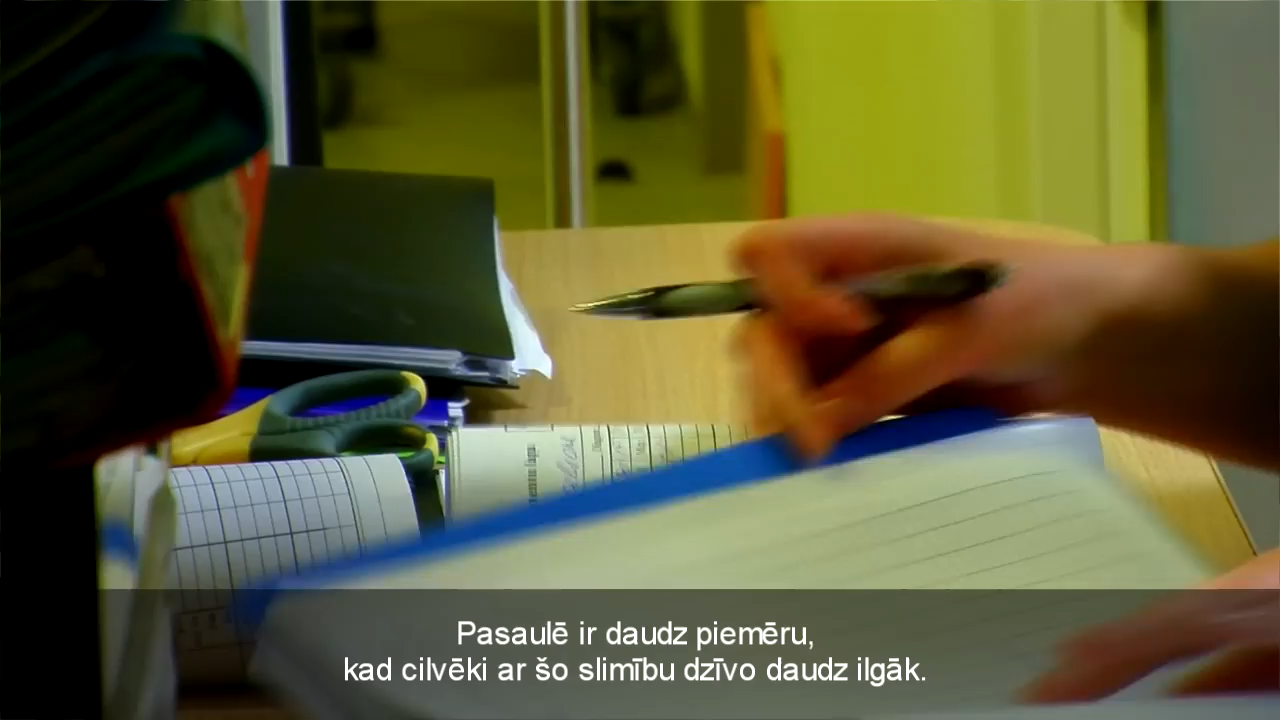 Pasaulē ir daudz piemēru,
kad cilvēki ar šo slimību dzīvo daudz ilgāk.